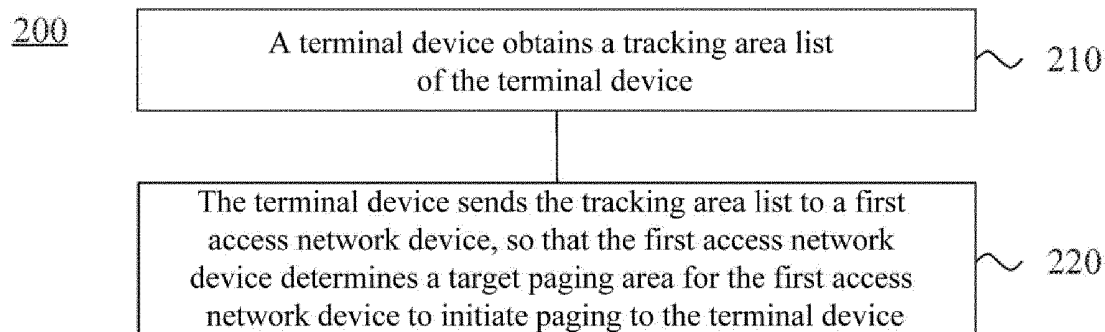 200
A terminal device obtains a tracking area list
of the terminal device
210
The terminal device sends the tracking area list to a first
access network device, so that the first access network
device determines a target paging area for the first access
network device to initiate paging to the terminal device
220